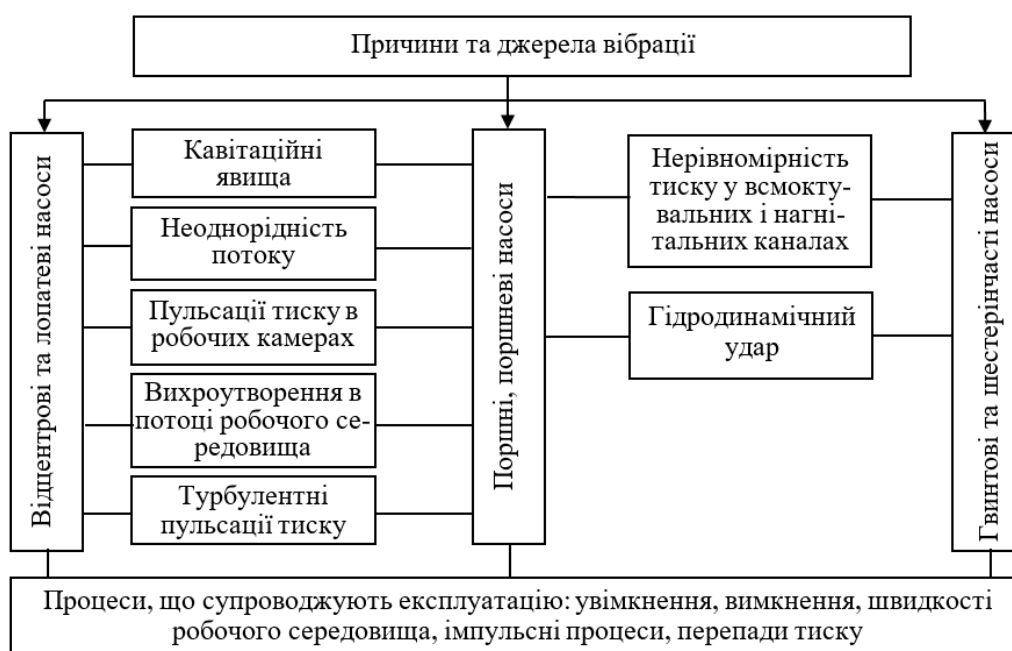 Причини та джерела вібрації
Відцентрові та лопатеві насоси
Кавітаційні
явища
Неоднорідність
потоку
Пульсації тиску в
робочих камерах
Вихроутворення в
потоці робочого се-
редовища
Турбулентні
пульсації тиску
Поршні, поршневі насоси
Нерівномірність
тиску у всмокту-
вальних і нагні-
тальних каналах
Гідродинамічний
удар
Гвинтові та шестерінчасті насоси
Процеси, що супроводжують експлуатацію: увімкнення, вимкнення, швидкості
робочого середовища, імпульсні процеси, перепади тиску